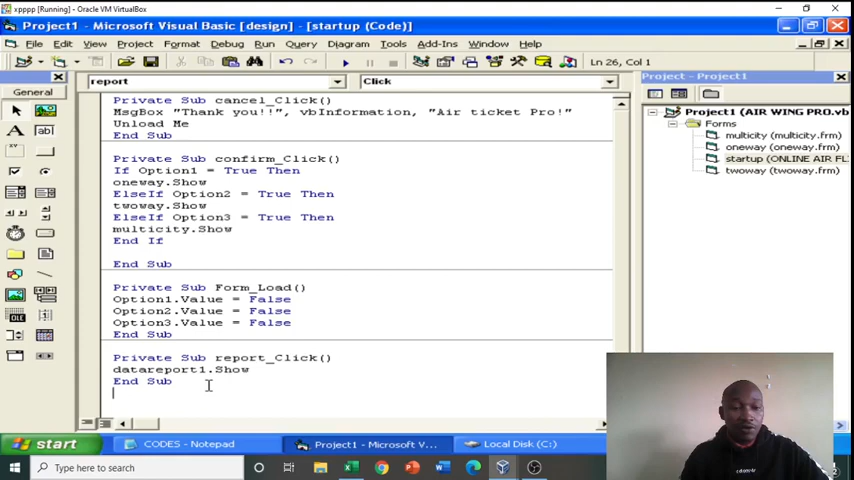 xpppp [Running] - Oracle VM VirtualBox
Project1 - Microsoft Visual Basic [design] - [startup (Code)]
File Edit View Project Format Debug Run Query Diagram Tools Add-Ins Window Help
Ln 26, Col 1
General
report
Click
Private Sub cancel_Click()
MsgBox "Thank you!!", vbInformation, "Air ticket Pro!"
Unload Me
End Sub
Private Sub confirm_Click()
If Option1 = True Then
oneway.Show
ElseIf Option2 = True Then
twoway.Show
ElseIf Option3 = True Then
multicity.Show
End If
End Sub
Private Sub Form_Load()
Option1.Value = False
Option2.Value = False
Option3.Value = False
End Sub
Private Sub report_Click()
datareport1.Show
End Sub
Project - Project1
Project1 (AIR WING PRO.vb
Forms
multicity (multicity.frm)
oneway (oneway.frm)
startup (ONLINE AIR FL
twoway (twoway.frm)
start
CODES - Notepad
Project1 - Microsoft V...
Local Disk (C:)
Type here to search